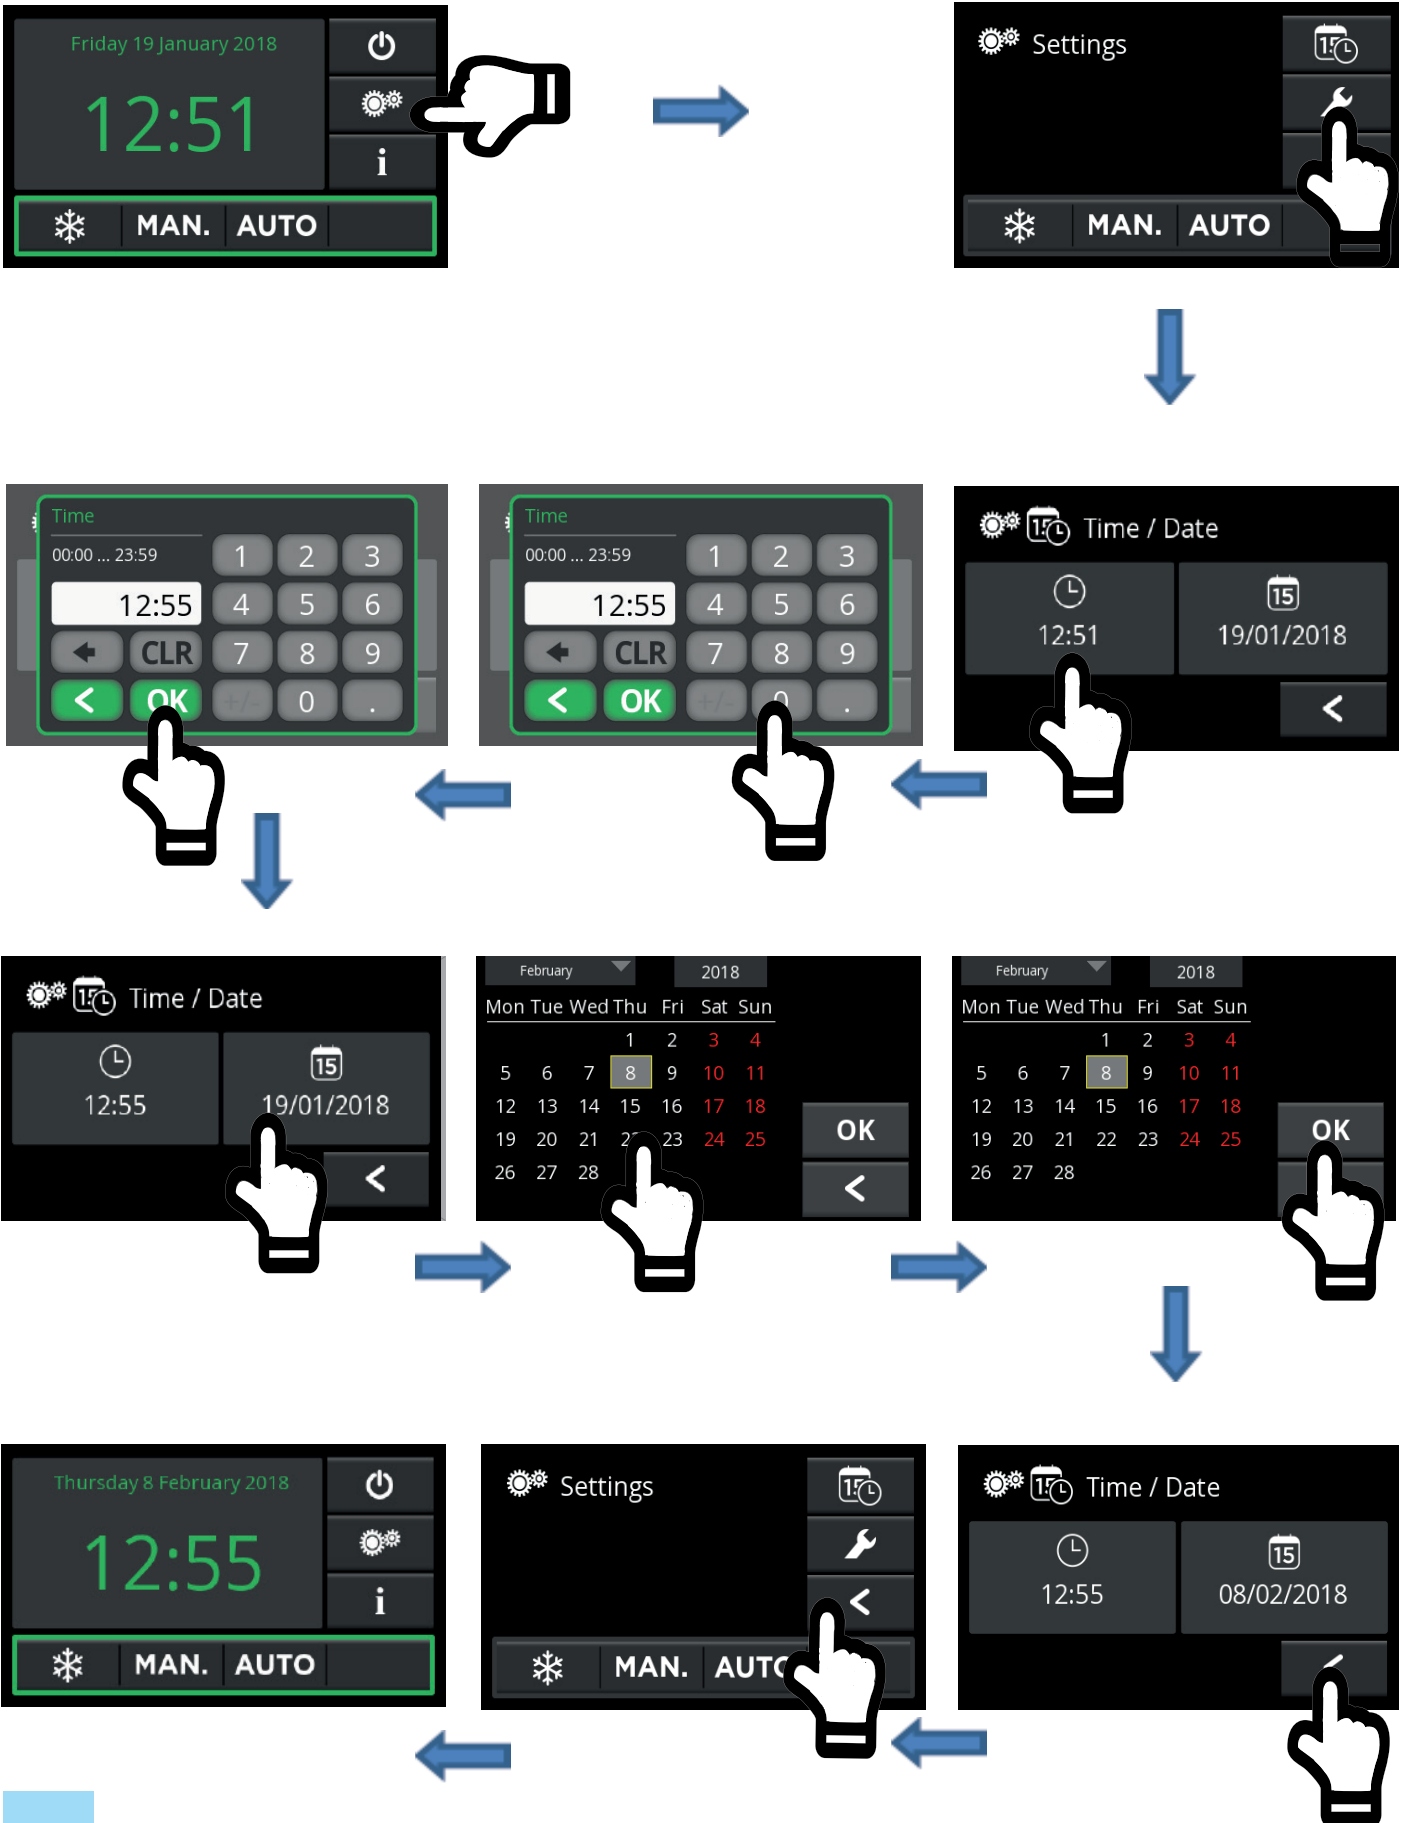 Friday 19 January 2018
12:51
i
MAN. AUTO
Settings
15
MAN. AUTO
Time
00:00 ... 23:59
1 2 3
12:55
4 5 6
CLR 7 8 9
< OK +/- 0 .
Time
00:00 ... 23:59
1 2 3
12:55
4 5 6
CLR 7 8 9
< OK +/- 0 .
15 Time / Date
15
12:51 19/01/2018
<
15 Time / Date
15
12:55 19/01/2018
<
February 2018
Mon Tue Wed Thu Fri Sat Sun
1 2 3 4
5 6 7 8 9 10 11
12 13 14 15 16 17 18
19 20 21 23 24 25
26 27 28
OK
<
February 2018
Mon Tue Wed Thu Fri Sat Sun
1 2 3 4
5 6 7 8 9 10 11
12 13 14 15 16 17 18
19 20 21 22 23 24 25
26 27 28
OK
Thursday 8 February 2018
12:55
i
MAN. AUTO
Settings
15
<
MAN. AUTO
15 Time / Date
15
12:55 08/02/2018
<